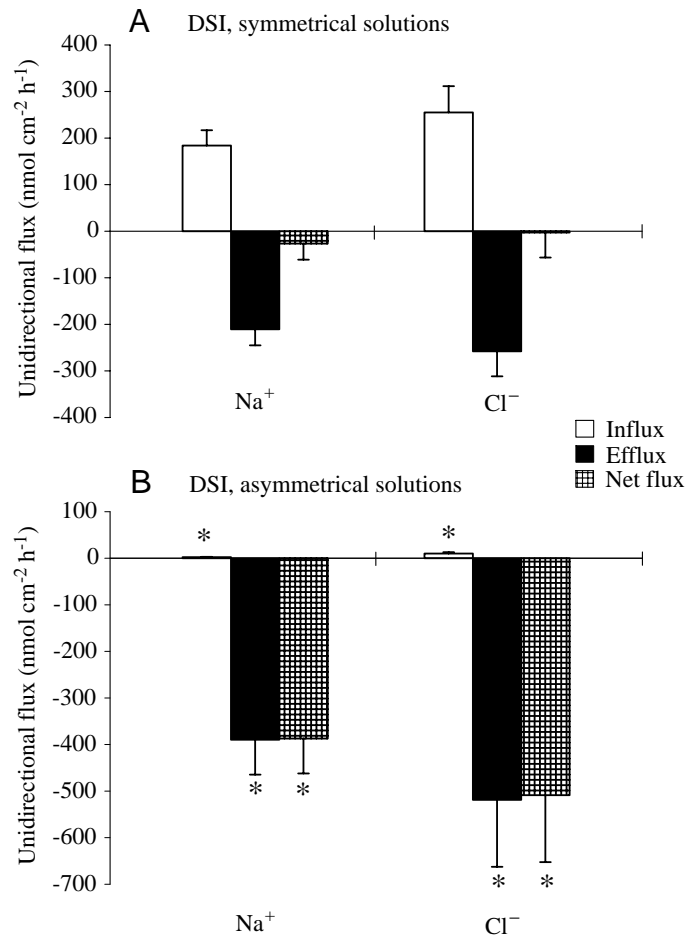 A DSI, symmetrical solutions
Unidirectional flux (nmol cm⁻² h⁻¹)
400
300
200
100
0
-100
-200
-300
-400
Na⁺ Cl⁻
Influx
Efflux
Net flux
B DSI, asymmetrical solutions
Unidirectional flux (nmol cm⁻² h⁻¹)
100
0
-100
-200
-300
-400
-500
-600
-700
* *
* * * *
Na⁺ Cl⁻